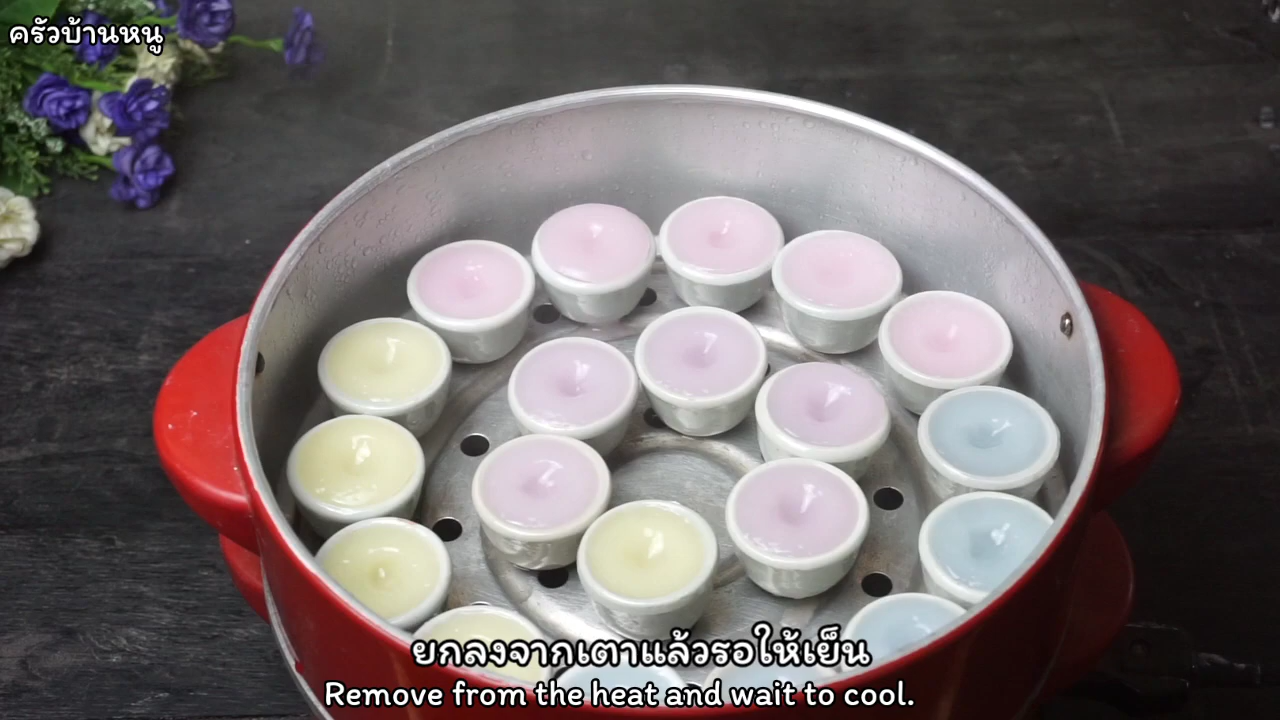 ครัวบ้านหนู
ยกลงจากเตาแล้วรอให้เย็น
Remove from the heat and wait to cool.